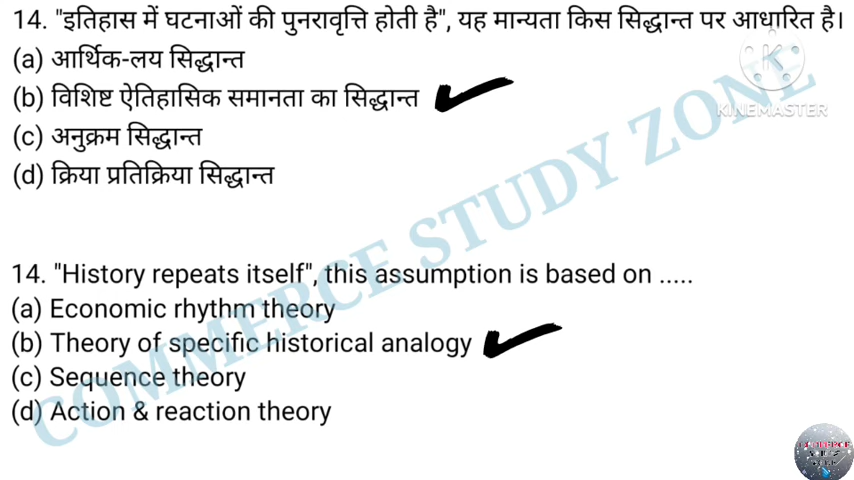 14. "इतिहास में घटनाओं की पुनरावृत्ति होती है", यह मान्यता किस सिद्धान्त पर आधारित है।
(a) आर्थिक-लय सिद्धान्त
(b) विशिष्ट ऐतिहासिक समानता का सिद्धान्त
(c) अनुक्रम सिद्धान्त
(d) क्रिया प्रतिक्रिया सिद्धान्त
KINEMASTER
COMMERCE STUDY ZONE
14. "History repeats itself", this assumption is based on .....
(a) Economic rhythm theory
(b) Theory of specific historical analogy
(c) Sequence theory
(d) Action & reaction theory